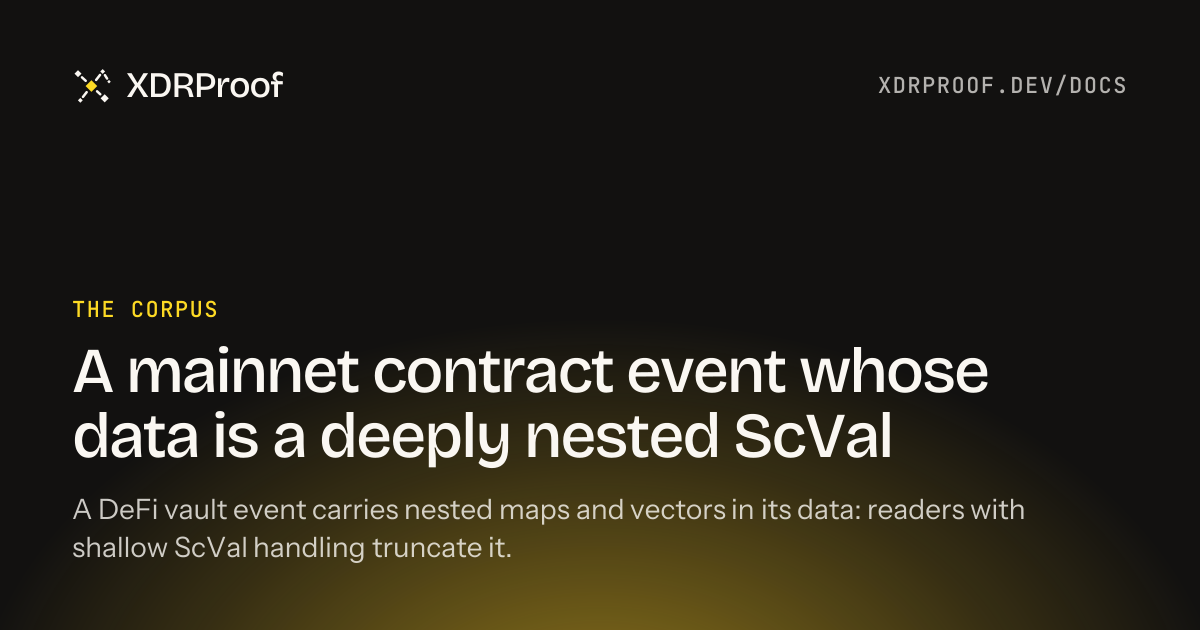 XDRProof
XDRPROOF.DEV/DOCS
THE CORPUS
A mainnet contract event whose
data is a deeply nested ScVal
A DeFi vault event carries nested maps and vectors in its data: readers with
shallow ScVal handling truncate it.